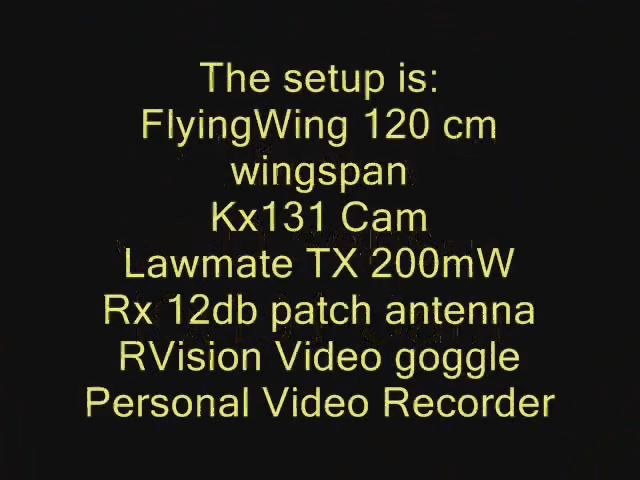 The setup is:
FlyingWing 120 cm
wingspan
Kx131 Cam
Lawmate TX 200mW
Rx 12db patch antenna
RVision Video goggle
Personal Video Recorder